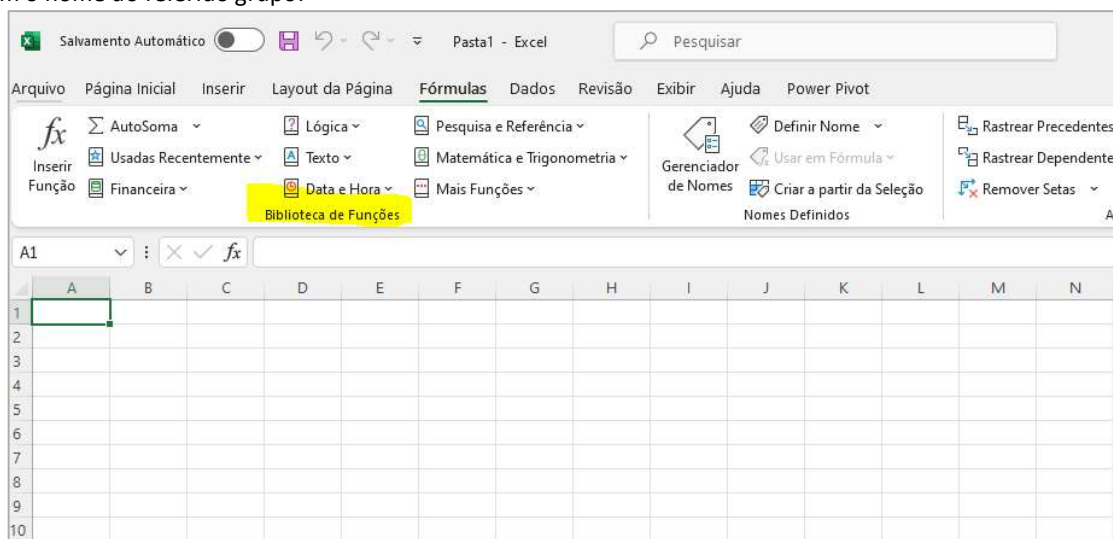 o nome do referido grupo:
Salvamento Automático Pasta1 - Excel Pesquisar
Arquivo Página Inicial Inserir Layout da Página Fórmulas Dados Revisão Exibir Ajuda Power Pivot
fx Inserir Função
AutoSoma
Usadas Recentemente
Financeira
Lógica
Texto
Data e Hora
Pesquisa e Referência
Matemática e Trigonometria
Mais Funções
Biblioteca de Funções
Gerenciador de Nomes
Definir Nome
Usar em Fórmula
Criar a partir da Seleção
Nomes Definidos
Rastrear Precedentes
Rastrear Dependente
Remover Setas
A
A1 fx
A B C D E F G H I J K L M N
1
2
3
4
5
6
7
8
9
10